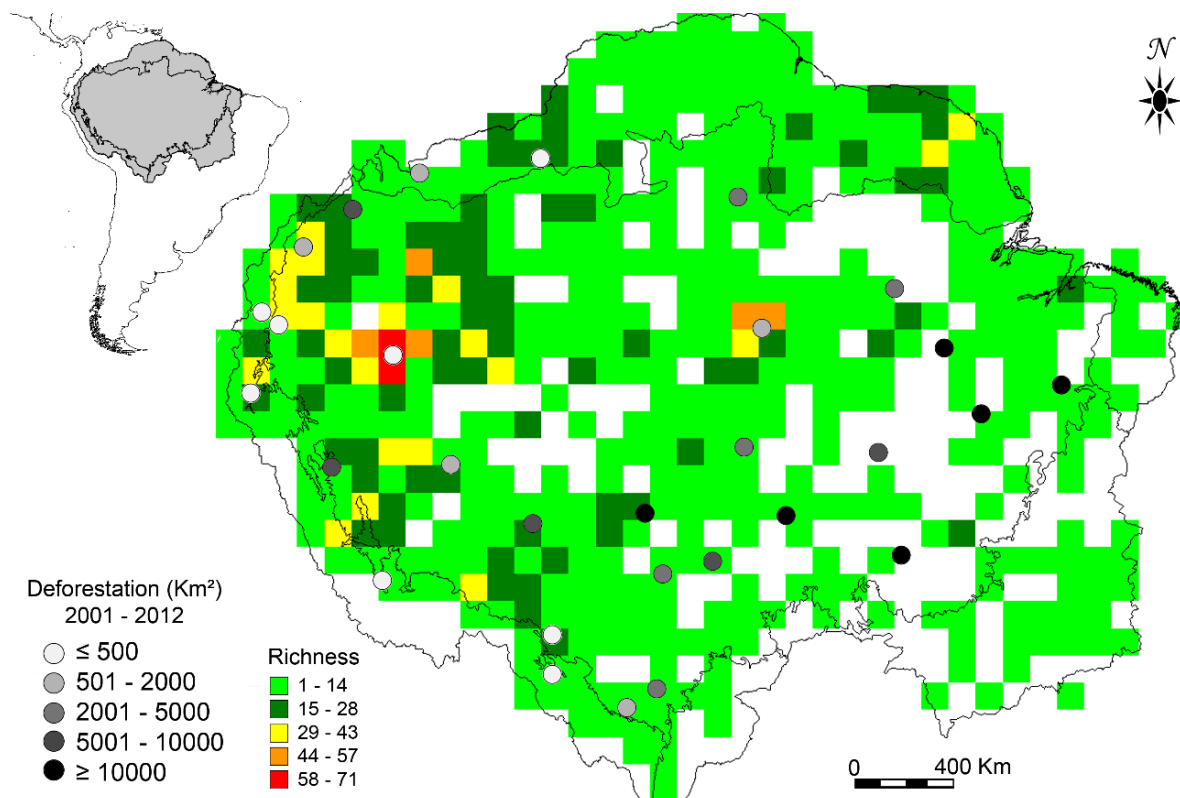 N
Deforestation (Km²)
2001 - 2012
≤ 500
501 - 2000
2001 - 5000
5001 - 10000
≥ 10000
Richness
1 - 14
15 - 28
29 - 43
44 - 57
58 - 71
0 400 Km